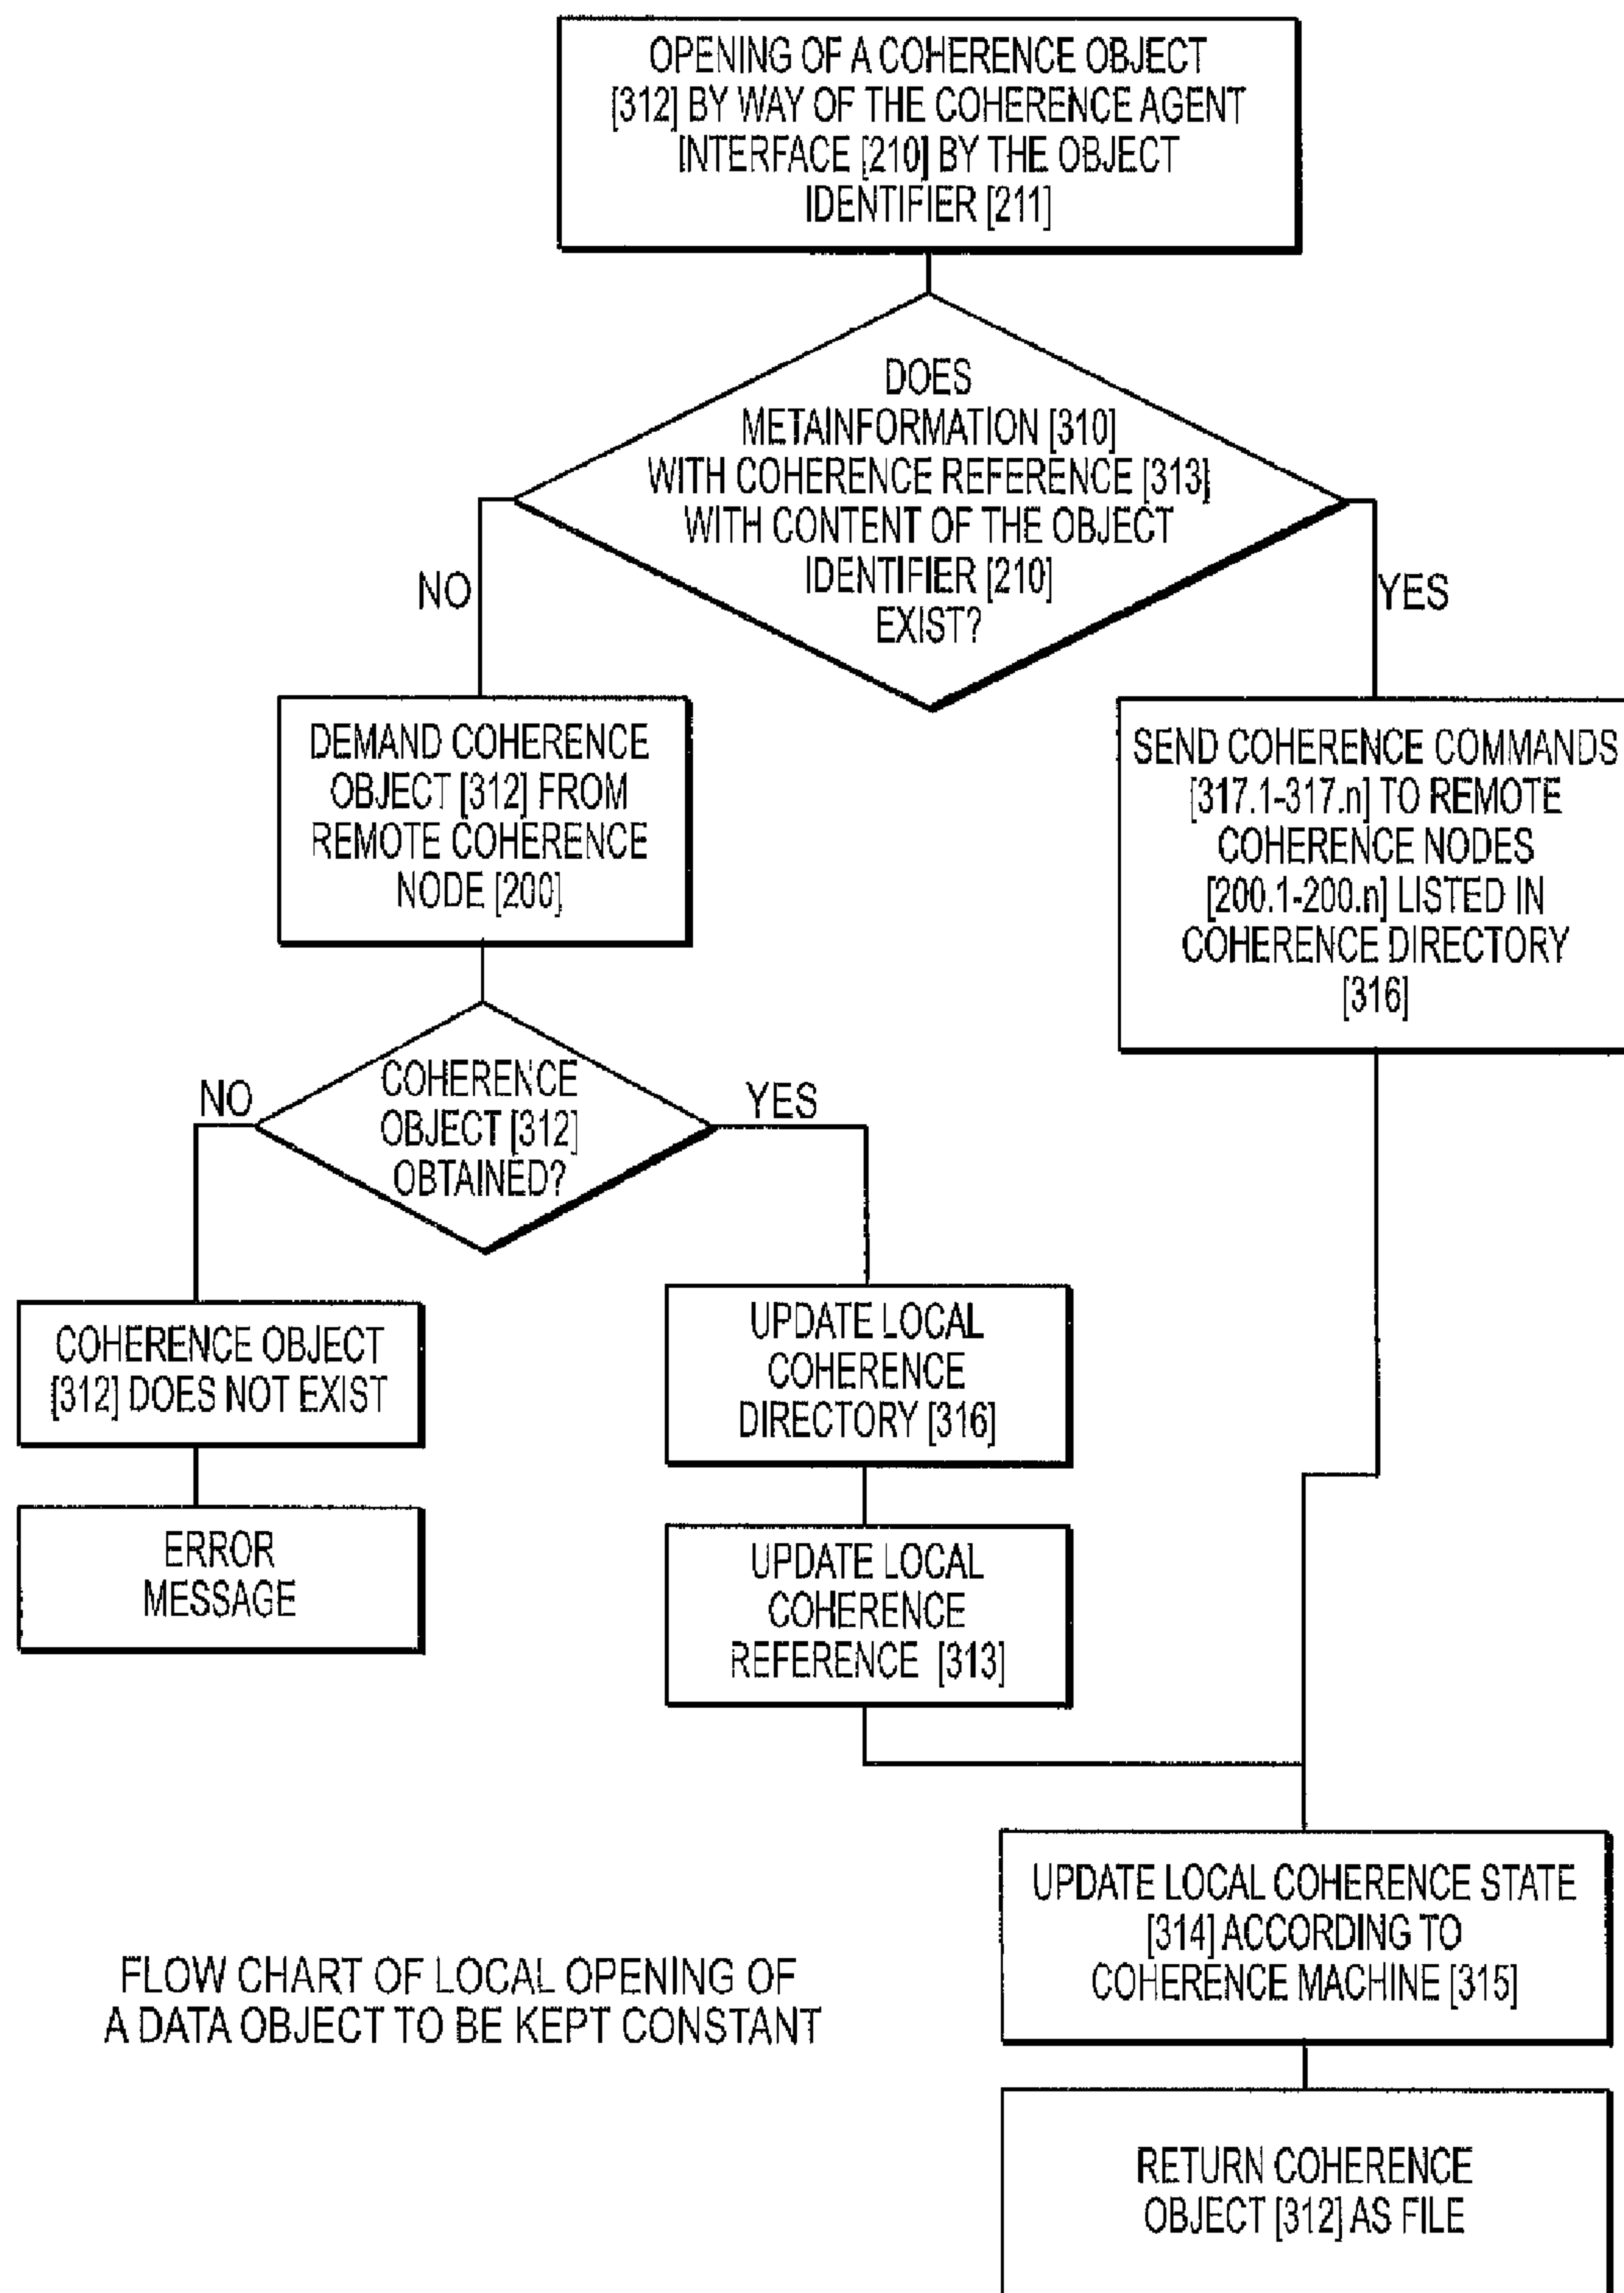 OPENING OF A COHERENCE OBJECT
[312] BY WAY OF THE COHERENCE AGENT
INTERFACE [210] BY THE OBJECT
IDENTIFIER [211]
DOES
METAINFORMATION [310]
WITH COHERENCE REFERENCE [313]
WITH CONTENT OF THE OBJECT
IDENTIFIER [210]
EXIST?
NO
YES
DEMAND COHERENCE
OBJECT [312] FROM
REMOTE COHERENCE
NODE [200]
SEND COHERENCE COMMANDS
[317.1-317.n] TO REMOTE
COHERENCE NODES
[200.1-200.n] LISTED IN
COHERENCE DIRECTORY
[316]
COHERENCE
OBJECT [312]
OBTAINED?
NO
YES
COHERENCE OBJECT
[312] DOES NOT EXIST
ERROR
MESSAGE
UPDATE LOCAL
COHERENCE
DIRECTORY [316]
UPDATE LOCAL
COHERENCE
REFERENCE [313]
UPDATE LOCAL COHERENCE STATE
[314] ACCORDING TO
COHERENCE MACHINE [315]
RETURN COHERENCE
OBJECT [312] AS FILE
FLOW CHART OF LOCAL OPENING OF
A DATA OBJECT TO BE KEPT CONSTANT